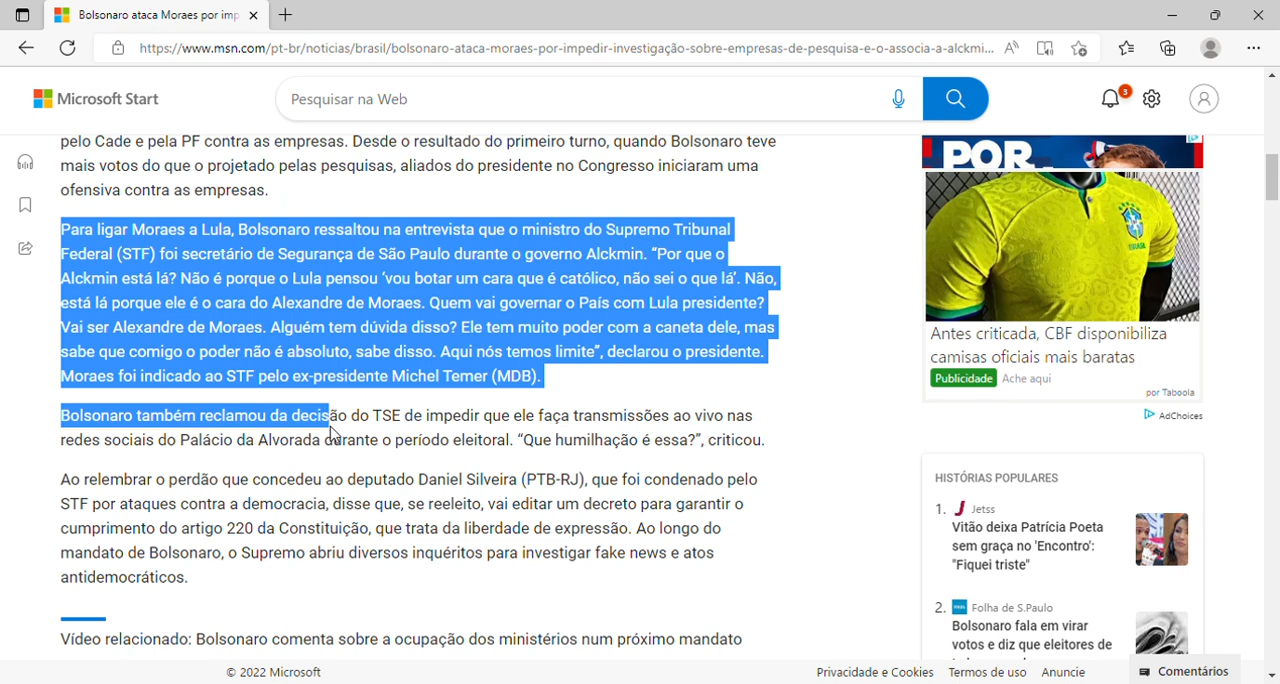 Bolsonaro ataca Moraes por imp
https://www.msn.com/pt-br/noticias/brasil/bolsonaro-ataca-moraes-por-impedir-investigação-sobre-empresas-de-pesquisa-e-o-associa-a-alckmi...
Microsoft Start
Pesquisar na Web
3
pelo Cade e pela PF contra as empresas. Desde o resultado do primeiro turno, quando Bolsonaro teve
mais votos do que o projetado pelas pesquisas, aliados do presidente no Congresso iniciaram uma
ofensiva contra as empresas.
Para ligar Moraes a Lula, Bolsonaro ressaltou na entrevista que o ministro do Supremo Tribunal
Federal (STF) foi secretário de Segurança de São Paulo durante o governo Alckmin. “Por que o
Alckmin está lá? Não é porque o Lula pensou ‘vou botar um cara que é católico, não sei o que lá’. Não,
está lá porque ele é o cara do Alexandre de Moraes. Quem vai governar o País com Lula presidente?
Vai ser Alexandre de Moraes. Alguém tem dúvida disso? Ele tem muito poder com a caneta dele, mas
sabe que comigo o poder não é absoluto, sabe disso. Aqui nós temos limite”, declarou o presidente.
Moraes foi indicado ao STF pelo ex-presidente Michel Temer (MDB).
Bolsonaro também reclamou da decisão do TSE de impedir que ele faça transmissões ao vivo nas
redes sociais do Palácio da Alvorada durante o período eleitoral. “Que humilhação é essa?”, criticou.
Ao relembrar o perdão que concedeu ao deputado Daniel Silveira (PTB-RJ), que foi condenado pelo
STF por ataques contra a democracia, disse que, se reeleito, vai editar um decreto para garantir o
cumprimento do artigo 220 da Constituição, que trata da liberdade de expressão. Ao longo do
mandato de Bolsonaro, o Supremo abriu diversos inquéritos para investigar fake news e atos
antidemocráticos.
Vídeo relacionado: Bolsonaro comenta sobre a ocupação dos ministérios num próximo mandato
POR
Antes criticada, CBF disponibiliza
camisas oficiais mais baratas
Publicidade Ache aqui
por Taboola
AdChoices
HISTÓRIAS POPULARES
1. Jetss
Vitão deixa Patrícia Poeta
sem graça no 'Encontro':
"Fiquei triste"
2. Folha de S.Paulo
Bolsonaro fala em virar
votos e diz que eleitores de
© 2022 Microsoft
Privacidade e Cookies Termos de uso Anuncie Comentários